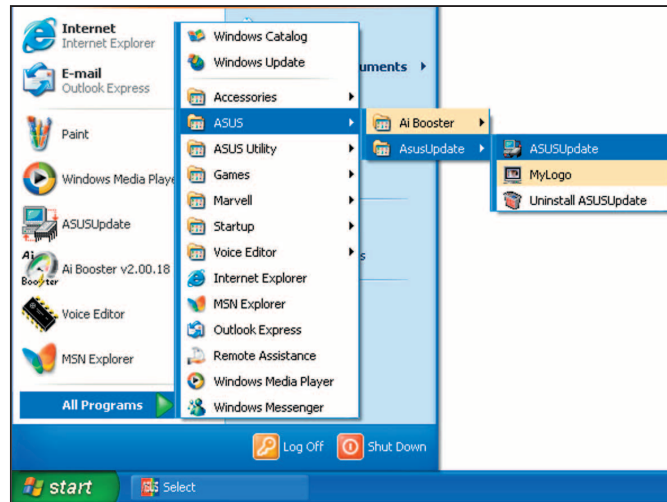 Internet
Internet Explorer
E-mail
Outlook Express
Paint
Windows Media Playe
ASUSUpdate
Ai Booster
Ai Booster v2.00.18
Voice Editor
MSN Explorer
All Programs
Windows Catalog
Windows Update
Accessories
ASUS
ASUS Utility
Games
Marvell
Startup
Voice Editor
Internet Explorer
MSN Explorer
Outlook Express
Remote Assistance
Windows Media Player
Windows Messenger
uments
s
Ai Booster
AsusUpdate
ASUSUpdate
MyLogo
Uninstall ASUSUpdate
Log Off
Shut Down
start
Select